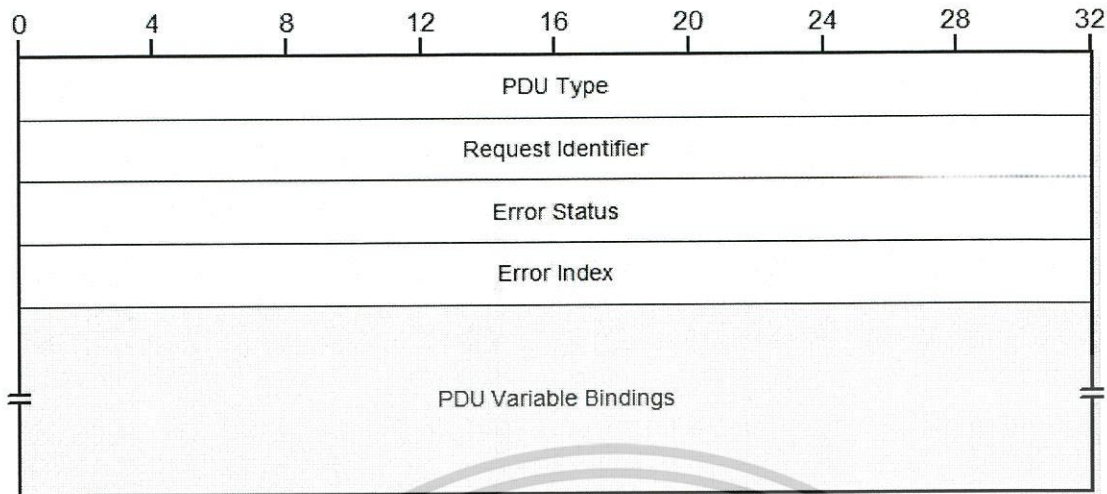 0 4 8 12 16 20 24 28 32
PDU Type
Request Identifier
Error Status
Error Index
PDU Variable Bindings